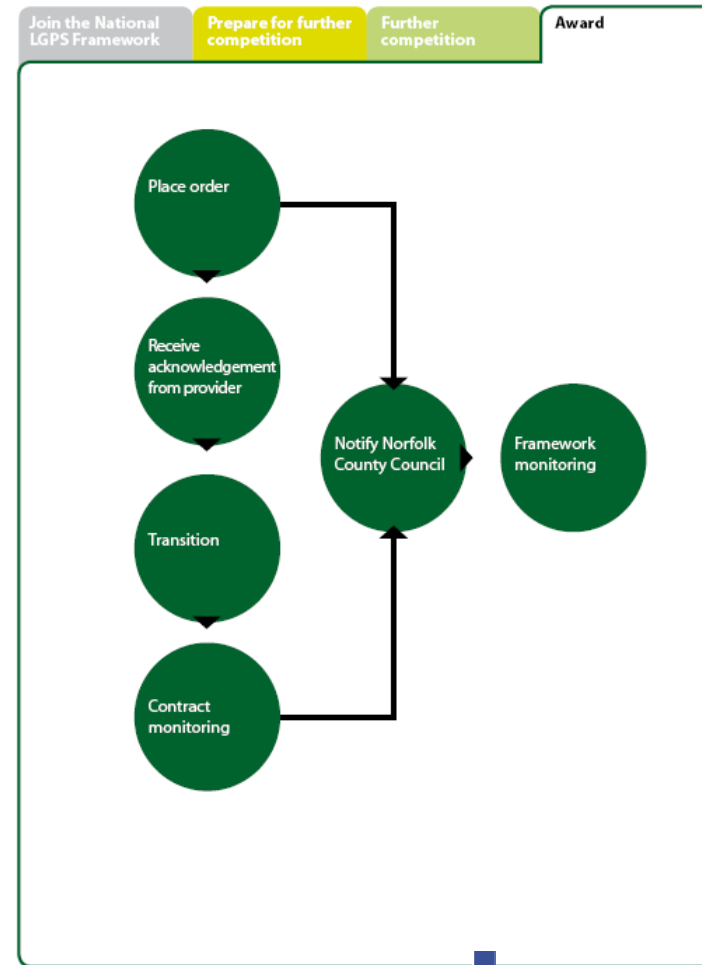 Join the National
LGPS Framework
Prepare for further
competition
Further
competition
Award
Place order
Receive
acknowledgement
from provider
Transition
Contract
monitoring
Notify Norfolk
County Council
Framework
monitoring